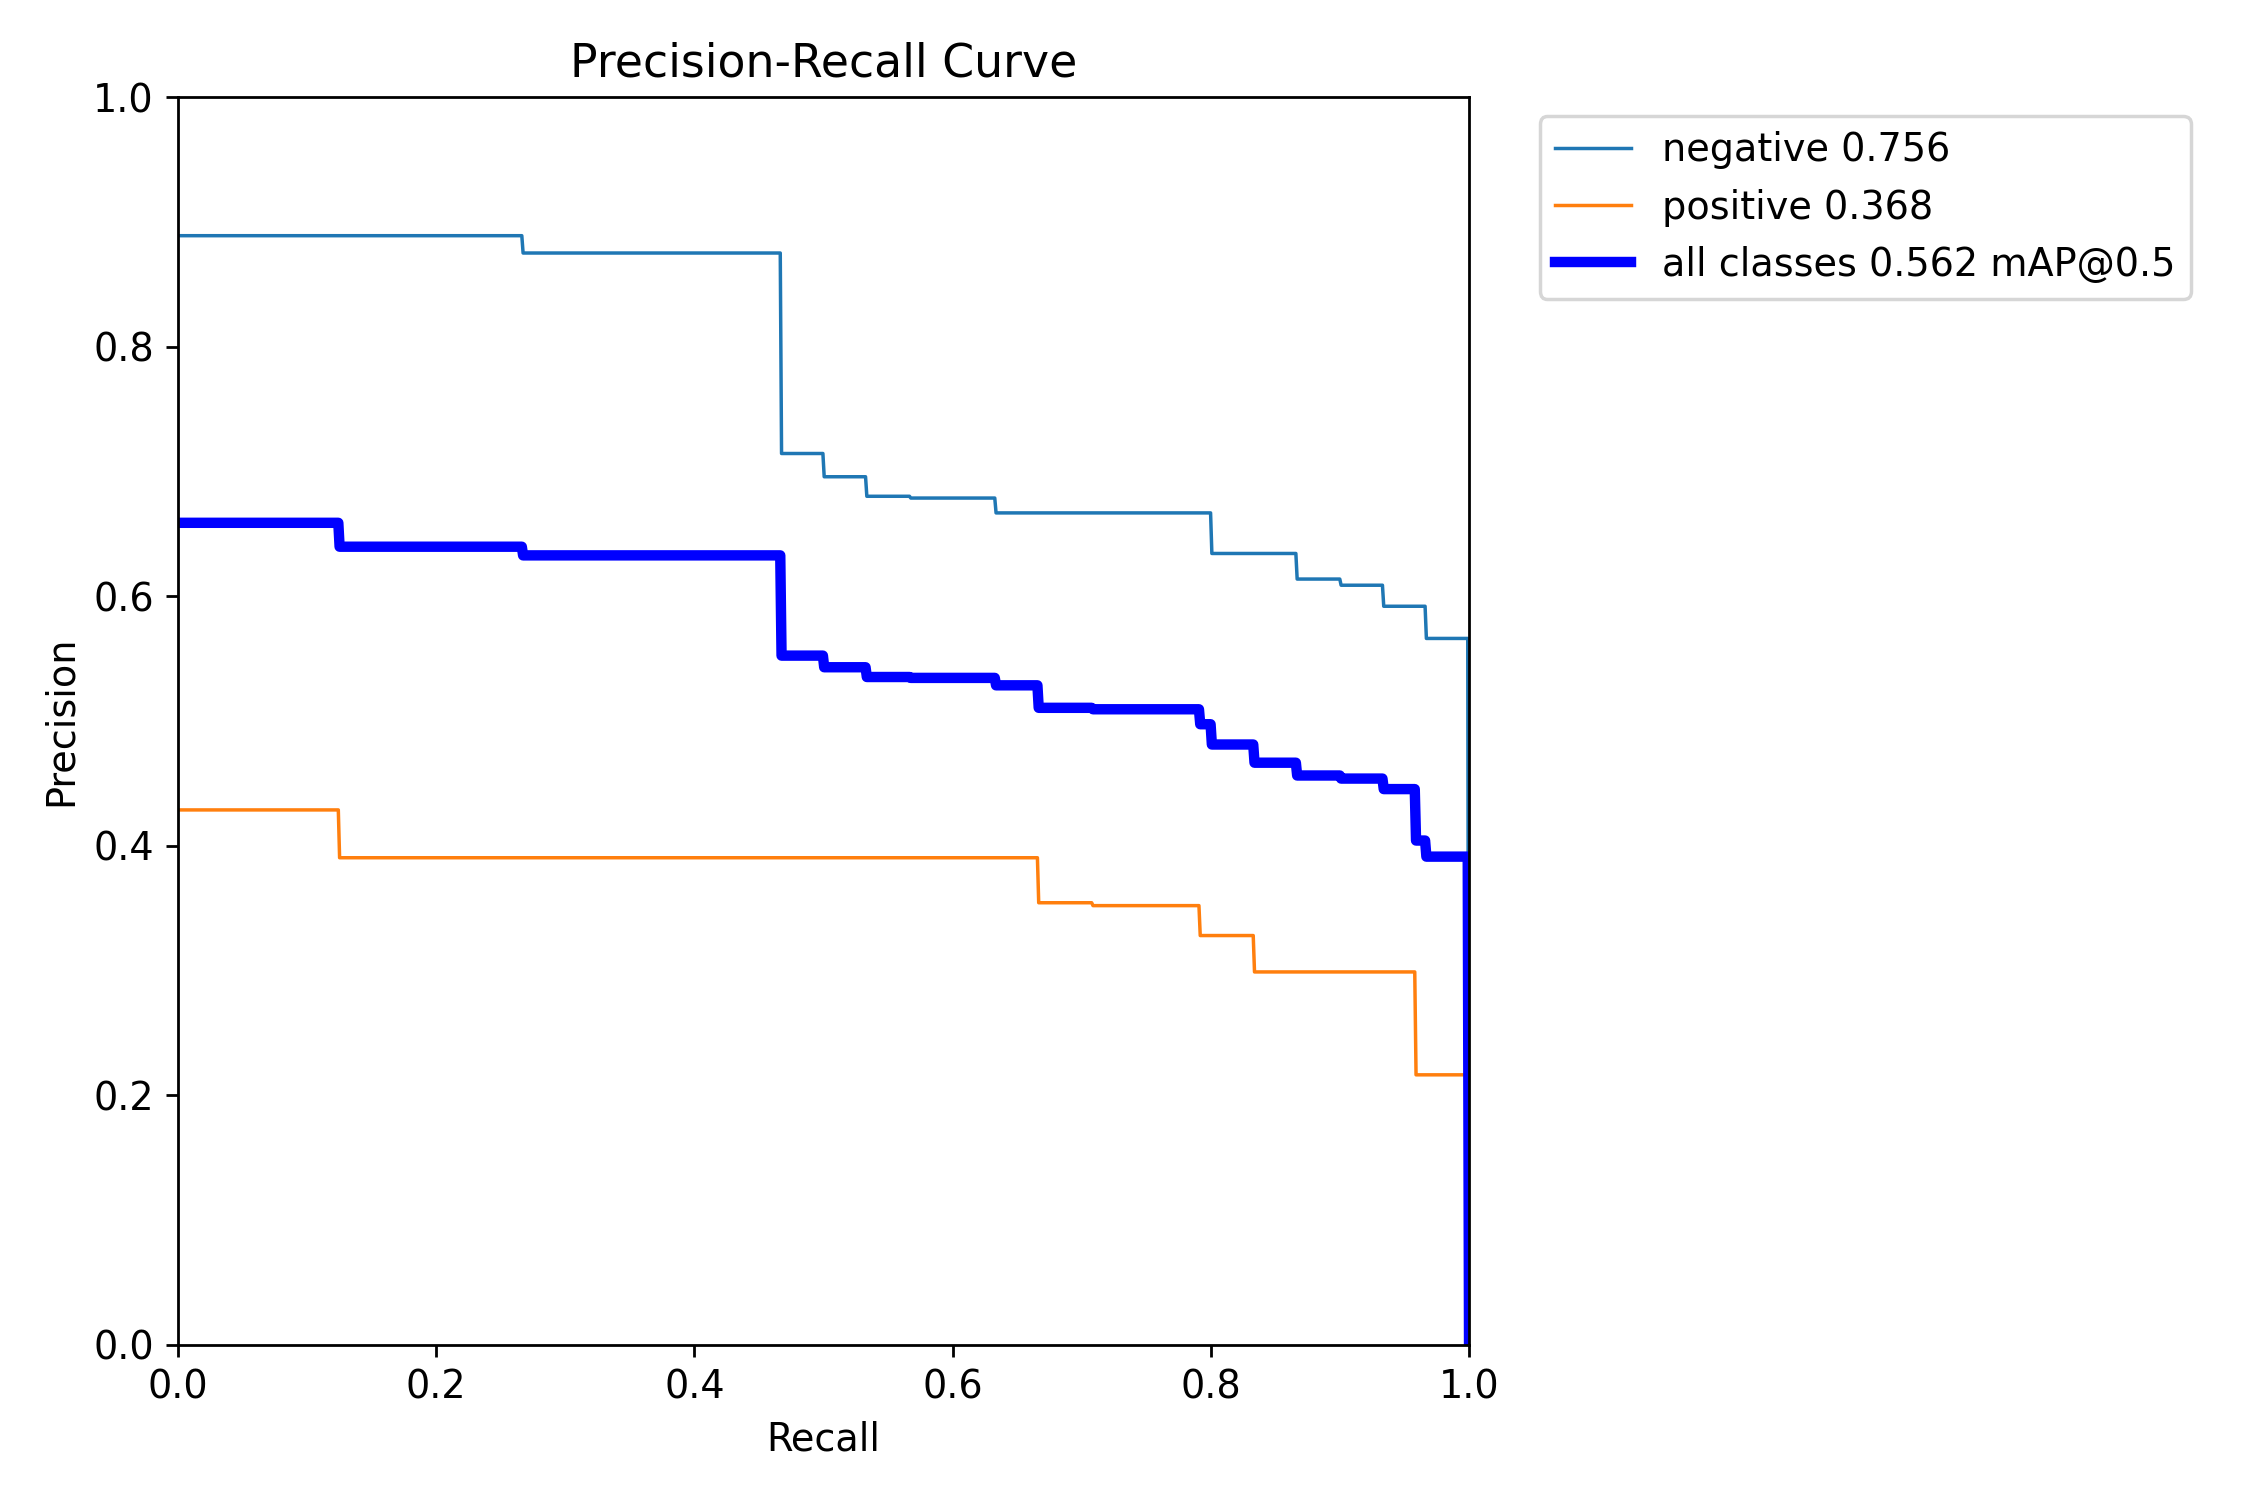 Precision-Recall Curve
1.0
0.8
0.6
0.4
0.2
0.0
Precision
0.0 0.2 0.4 0.6 0.8 1.0
Recall
negative 0.756
positive 0.368
all classes 0.562 mAP@0.5